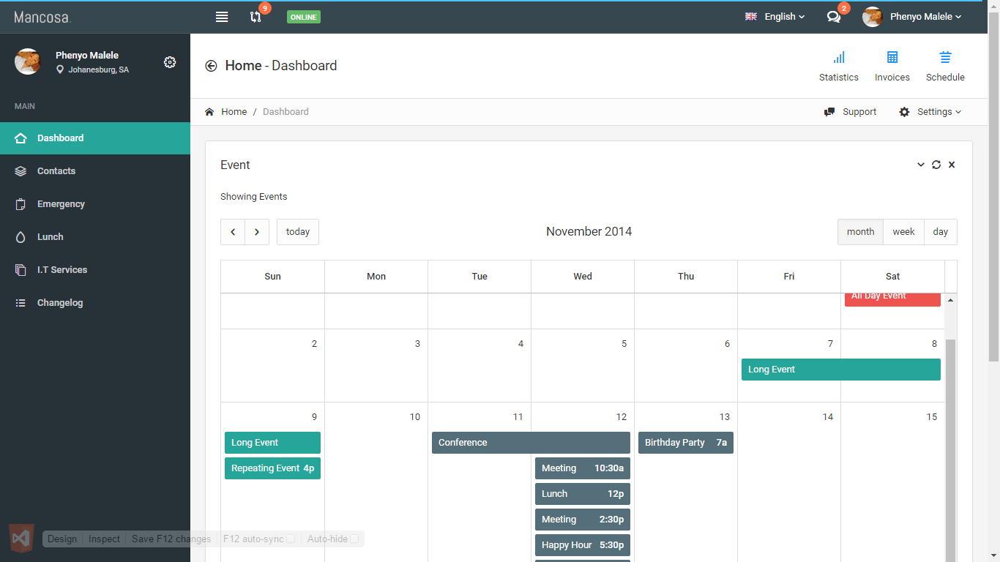 Mancosa.
9
ONLINE
English
2
Phenyo Malele
Phenyo Malele
Johanesburg, SA
MAIN
Dashboard
Contacts
Emergency
Lunch
I.T Services
Changelog
Home - Dashboard
Statistics
Invoices
Schedule
Home / Dashboard
Support
Settings
Event
Showing Events
today
November 2014
month week day
Sun Mon Tue Wed Thu Fri Sat
All Day Event
2 3 4 5 6 7 8
Long Event
9 10 11 12 13 14 15
Long Event
Conference
Birthday Party 7a
Repeating Event 4p
Meeting 10:30a
Lunch 12p
Meeting 2:30p
Happy Hour 5:30p
Design Inspect Save F12 changes F12 auto-sync Auto-hide